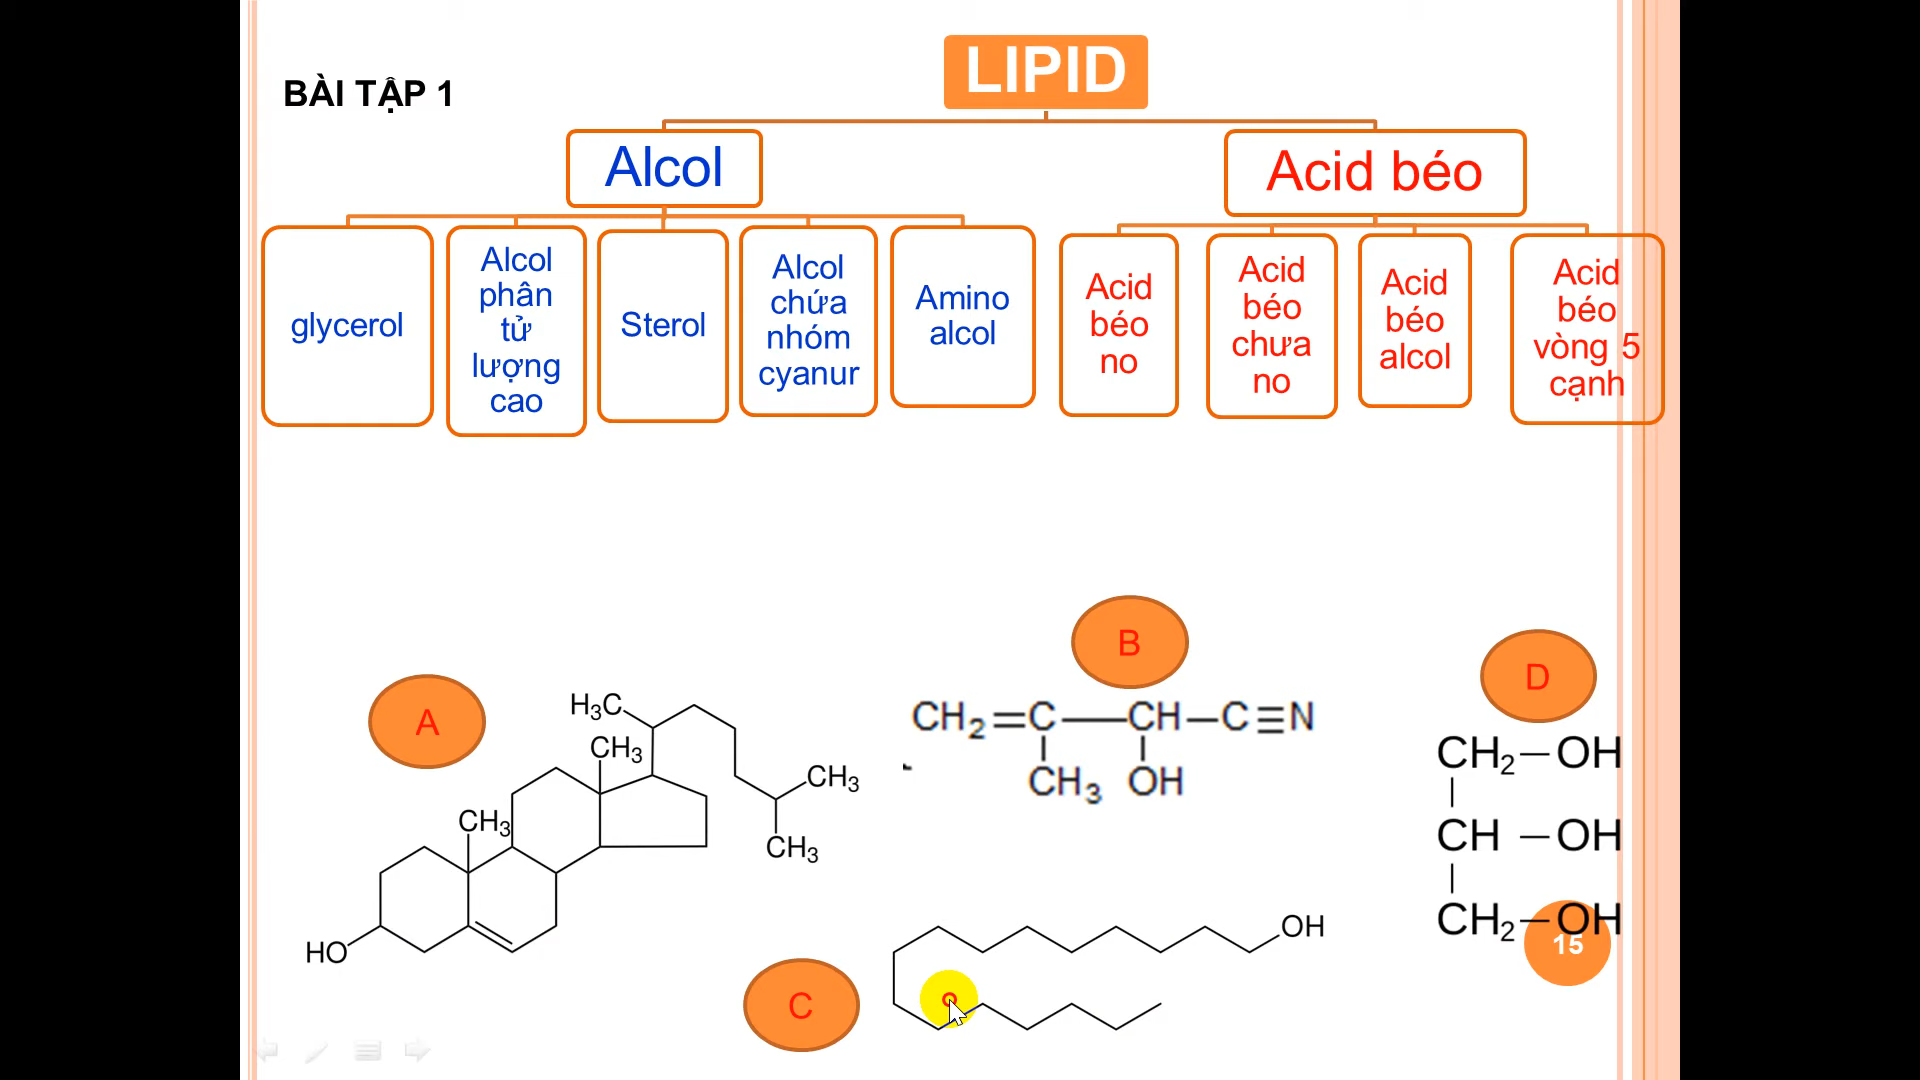 LIPID
BÀI TẬP 1
Alcol
Acid béo
glycerol
Alcol
phân
tử
lượng
cao
Sterol
Alcol
chứa
nhóm
cyanur
Amino
alcol
Acid
béo
no
Acid
béo
chưa
no
Acid
béo
alcol
Acid
béo
vòng 5
cạnh
A
H₃C
CH₃
CH₃
CH₃
CH₃
HO
B
CH₂=C—CH—C≡N
CH₃ OH
C
OH
D
CH₂—OH
CH —OH
CH₂—OH
15